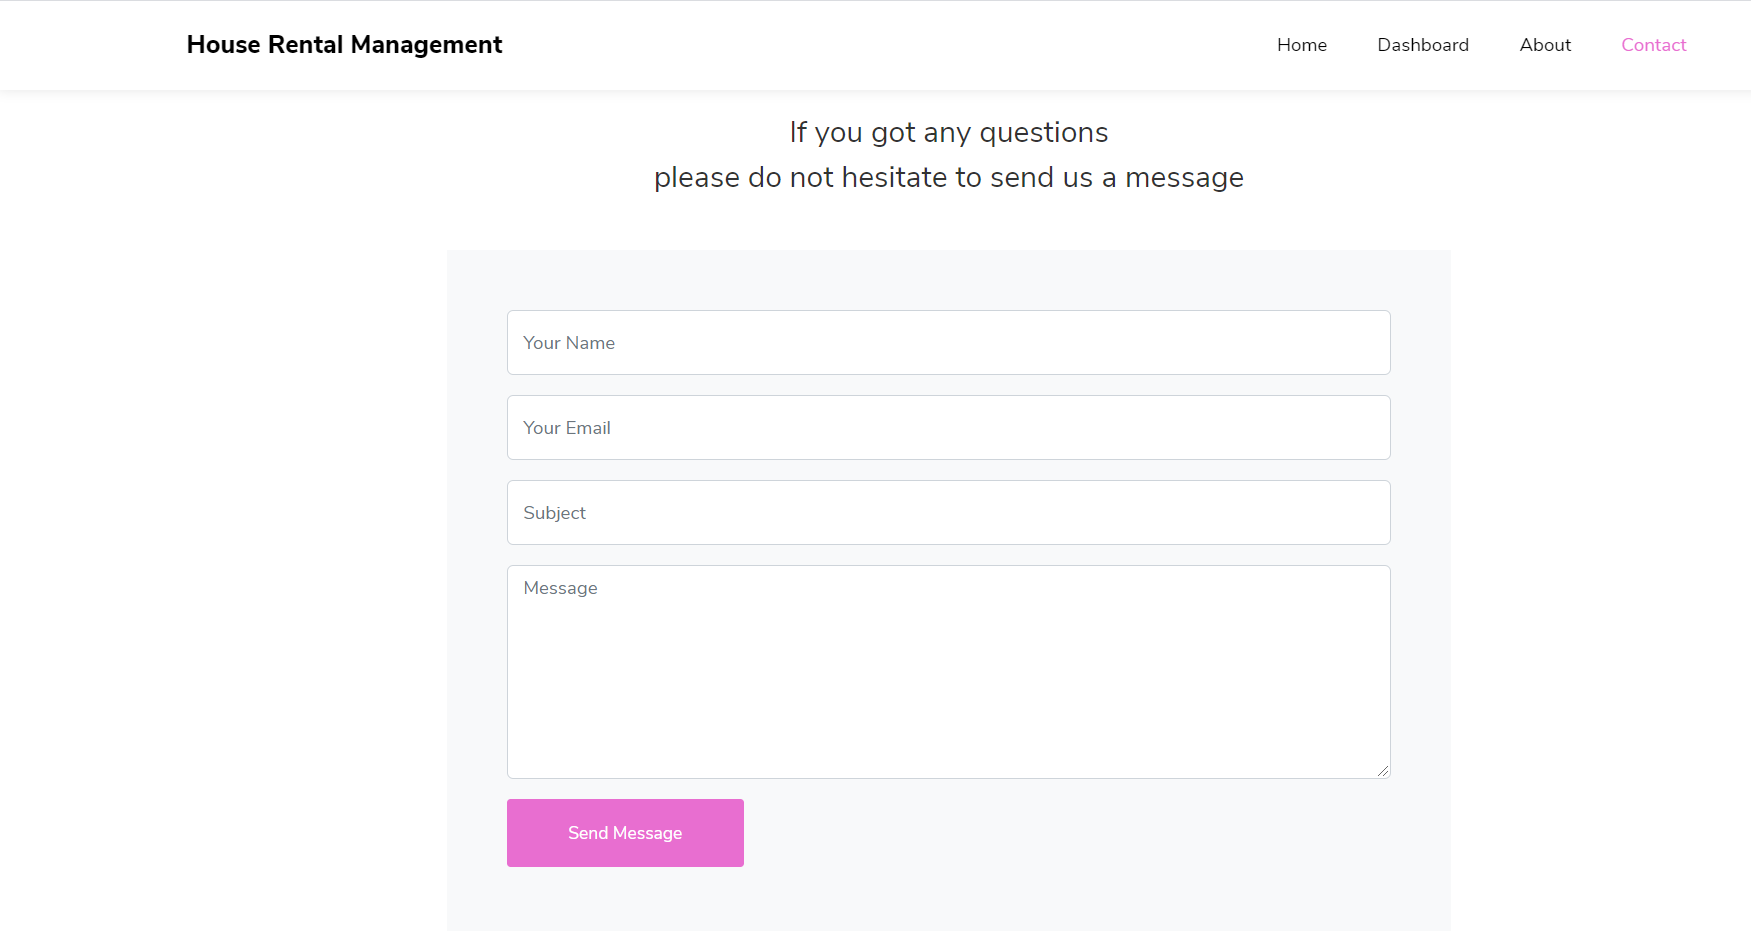 House Rental Management
Home Dashboard About Contact
If you got any questions
please do not hesitate to send us a message
Your Name
Your Email
Subject
Message
Send Message